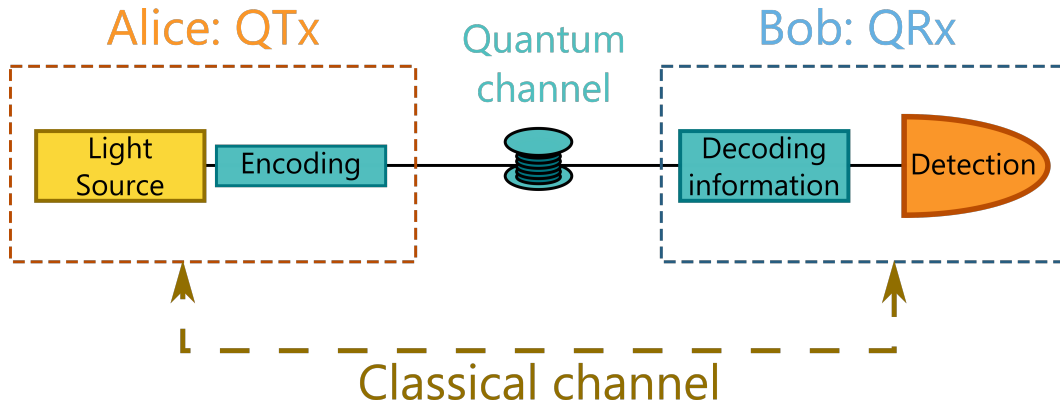 Alice: QTx
Quantum
channel
Bob: QRx
Light
Source
Encoding
Decoding
information
Detection
Classical channel